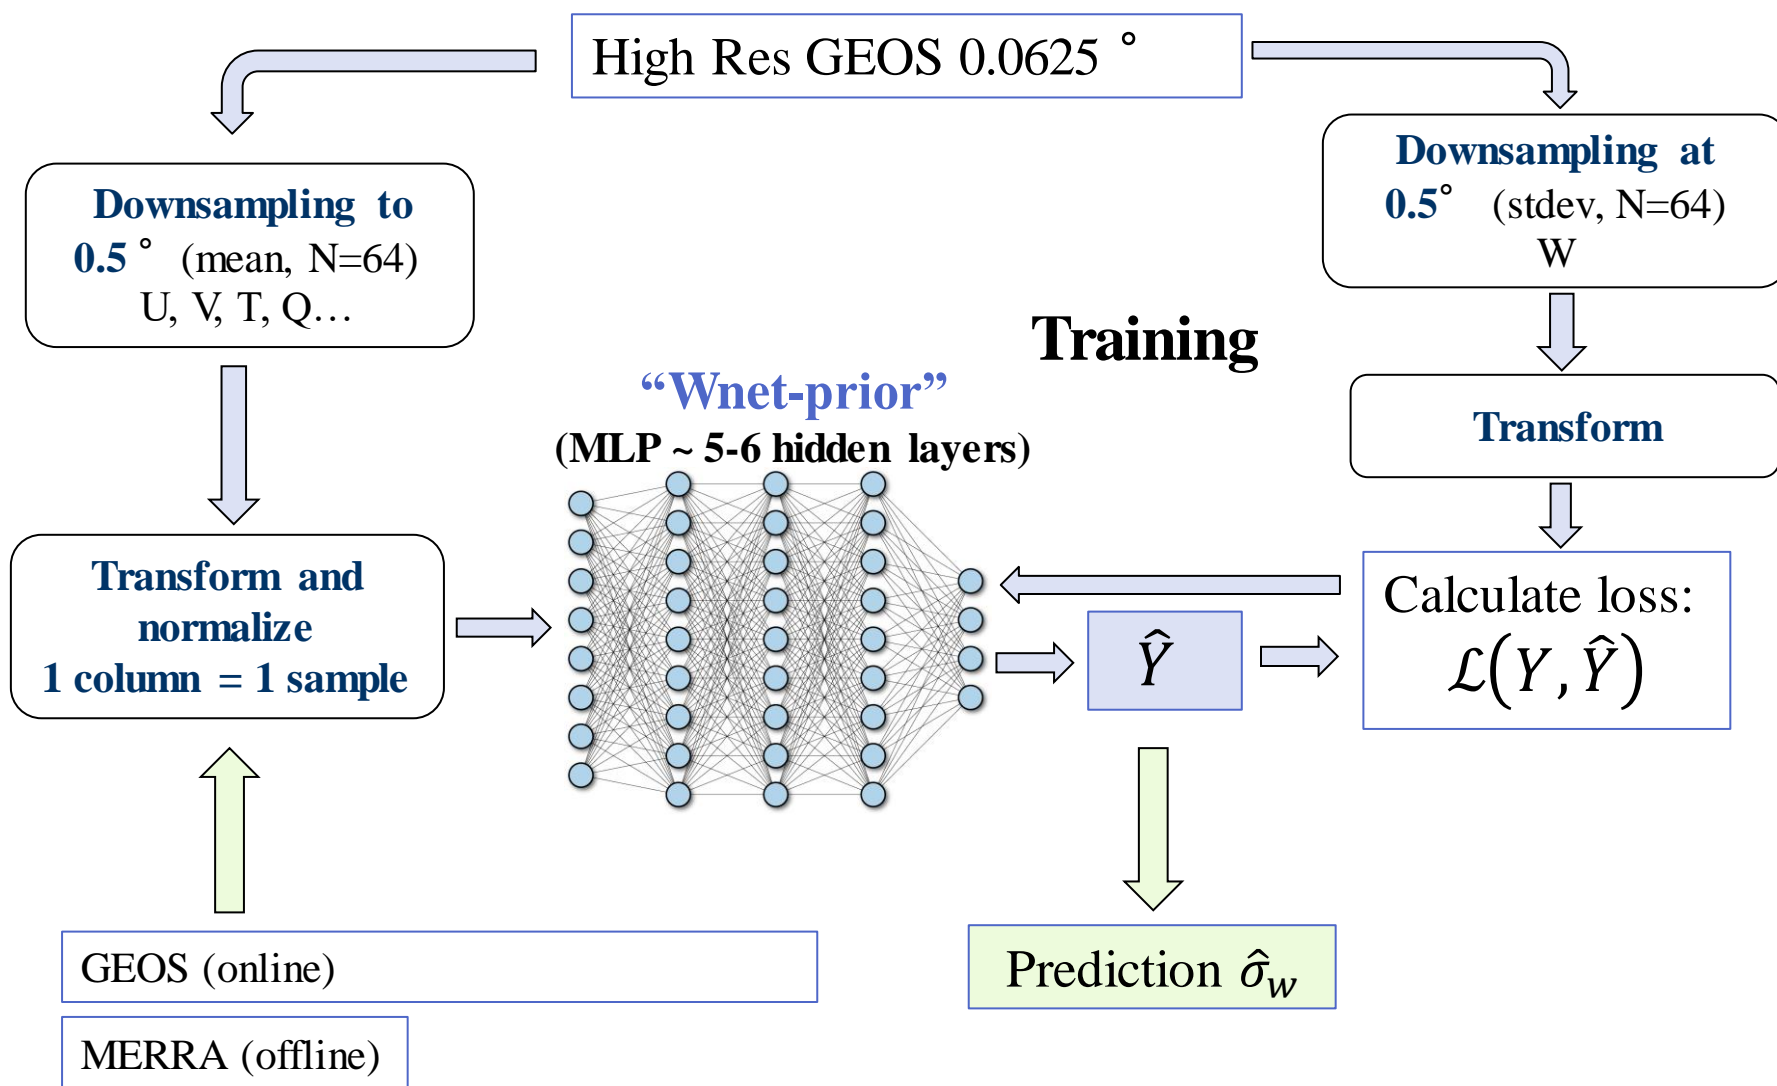 High Res GEOS 0.0625 °
Downsampling to
0.5 ° (mean, N=64)
U, V, T, Q…
Downsampling at
0.5° (stdev, N=64)
W
Training
“Wnet-prior”
(MLP ~ 5-6 hidden layers)
Transform
Transform and
normalize
1 column = 1 sample
Ŷ
Calculate loss:
ℒ(Y, Ŷ)
GEOS (online)
MERRA (offline)
Prediction σ̂_w